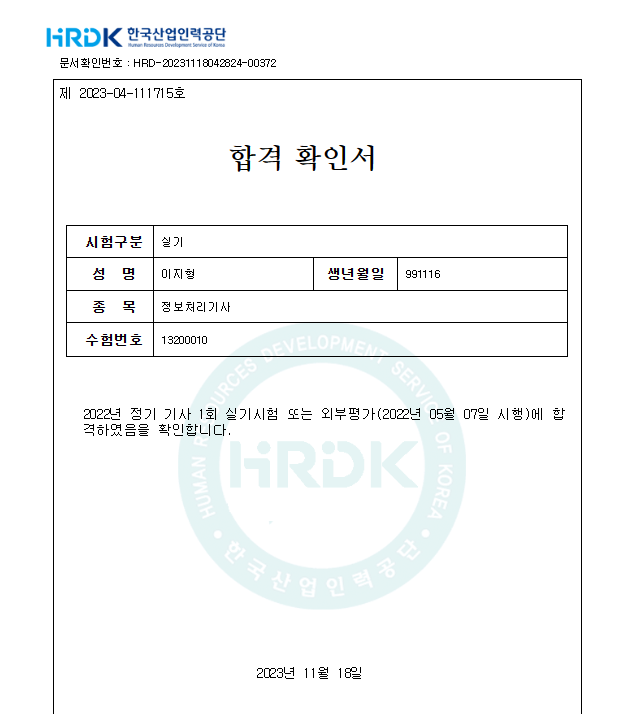 HRDK 한국산업인력공단
Human Resources Development Service of Korea
문서확인번호 : HRD-20231118042824-00372
제 2023-04-111715호
합격 확인서
시험구분 실기
성 명 이지형 생년월일 991116
종 목 정보처리기사
수험번호 13200010
2022년 정기 기사 1회 실기시험 또는 외부평가(2022년 05월 07일 시행)에 합
격하였음을 확인합니다.
HUMAN RESOURCES DEVELOPMENT SERVICE OF KOREA
HRDK
한국산업인력공단
2023년 11월 18일